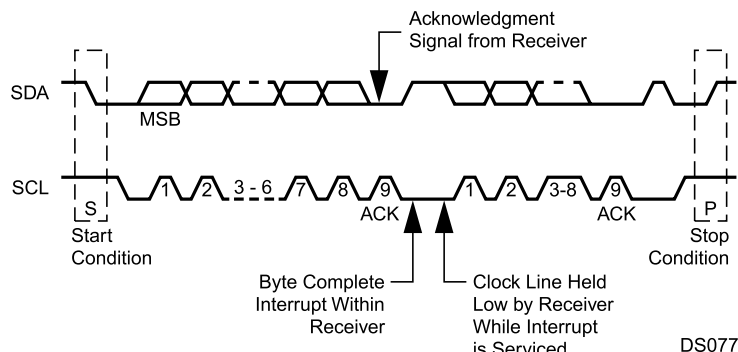 Acknowledgment
Signal from Receiver
SDA
MSB
SCL
1 2 3 - 6 7 8 9 1 2 3-8 9
ACK ACK
S P
Start
Condition
Stop
Condition
Byte Complete
Interrupt Within
Receiver
Clock Line Held
Low by Receiver
While Interrupt
is Serviced
DS077